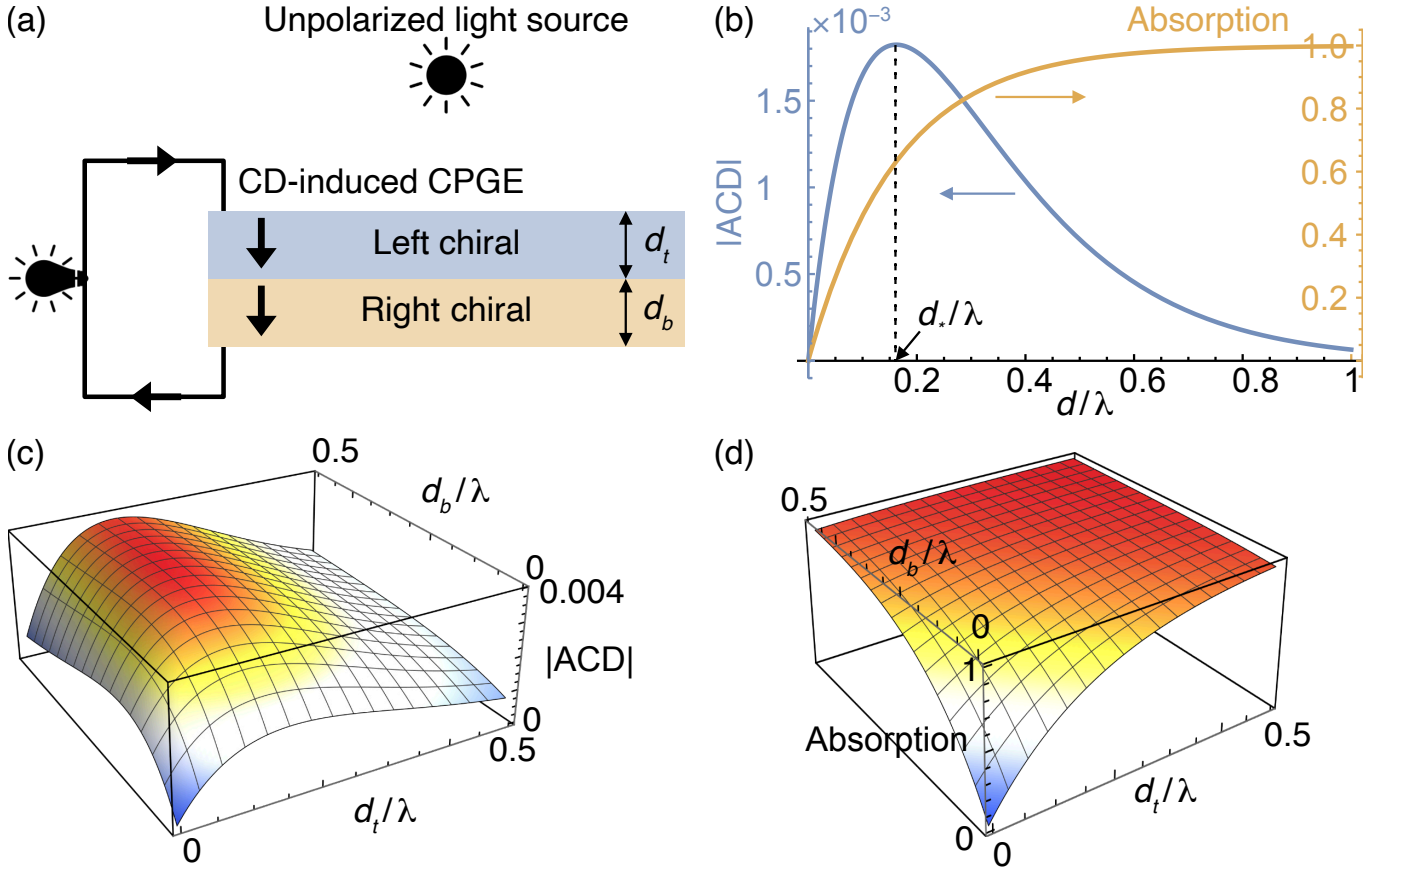 (a)
Unpolarized light source
CD-induced CPGE
Left chiral
d_t
Right chiral
d_b
(b)
×10⁻³
Absorption
1.5
1
0.5
|ACD|
1.0
0.8
0.6
0.4
0.2
d_*/λ
0.2
0.4
0.6
0.8
1
d/λ
(c)
0.5
d_b/λ
0
0.004
|ACD|
0
0.5
d_t/λ
0
(d)
0.5
d_b/λ
0
1
Absorption
0
0
d_t/λ
0.5